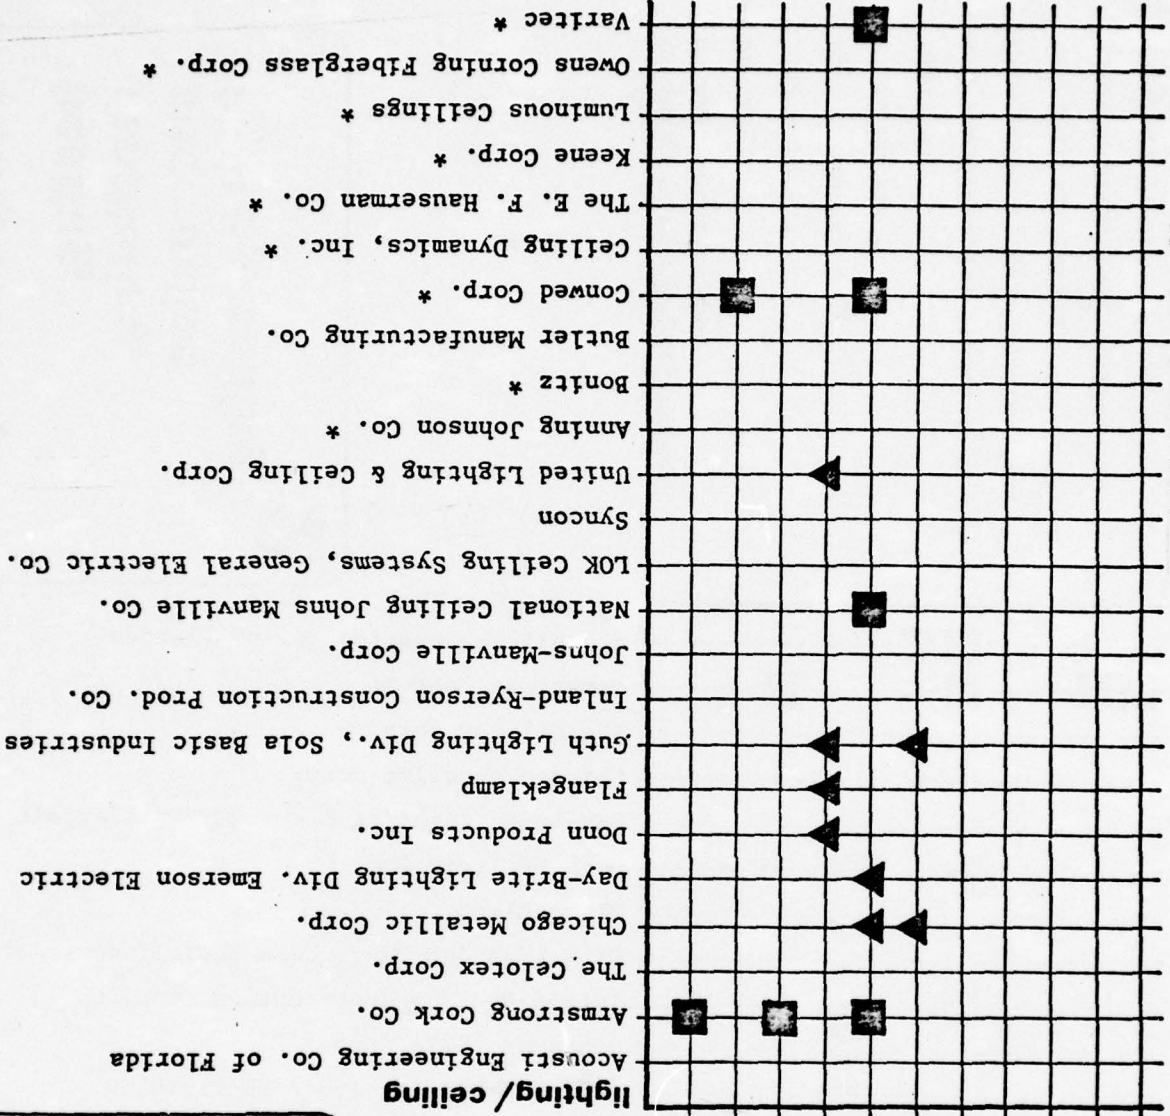 lighting/ceiling
Acousti Engineering Co. of Florida
Armstrong Cork Co.
The Celotex Corp.
Chicago Metallic Corp.
Day-Brite Lighting Div. Emerson Electric
Donn Products Inc.
Flangeklamp
Guth Lighting Div., Sola Basic Industries
Inland-Ryerson Construction Prod. Co.
Johns-Manville Corp.
National Ceiling Johns Manville Co.
LOK Ceiling Systems, General Electric Co.
Syncon
United Lighting & Ceiling Corp.
Anning Johnson Co. *
Bonitz *
Butler Manufacturing Co.
Conwed Corp. *
Ceiling Dynamics, Inc. *
The E. F. Hauserman Co. *
Keene Corp. *
Luminous Ceilings *
Owens Corning Fiberglass Corp. *
Varitec *